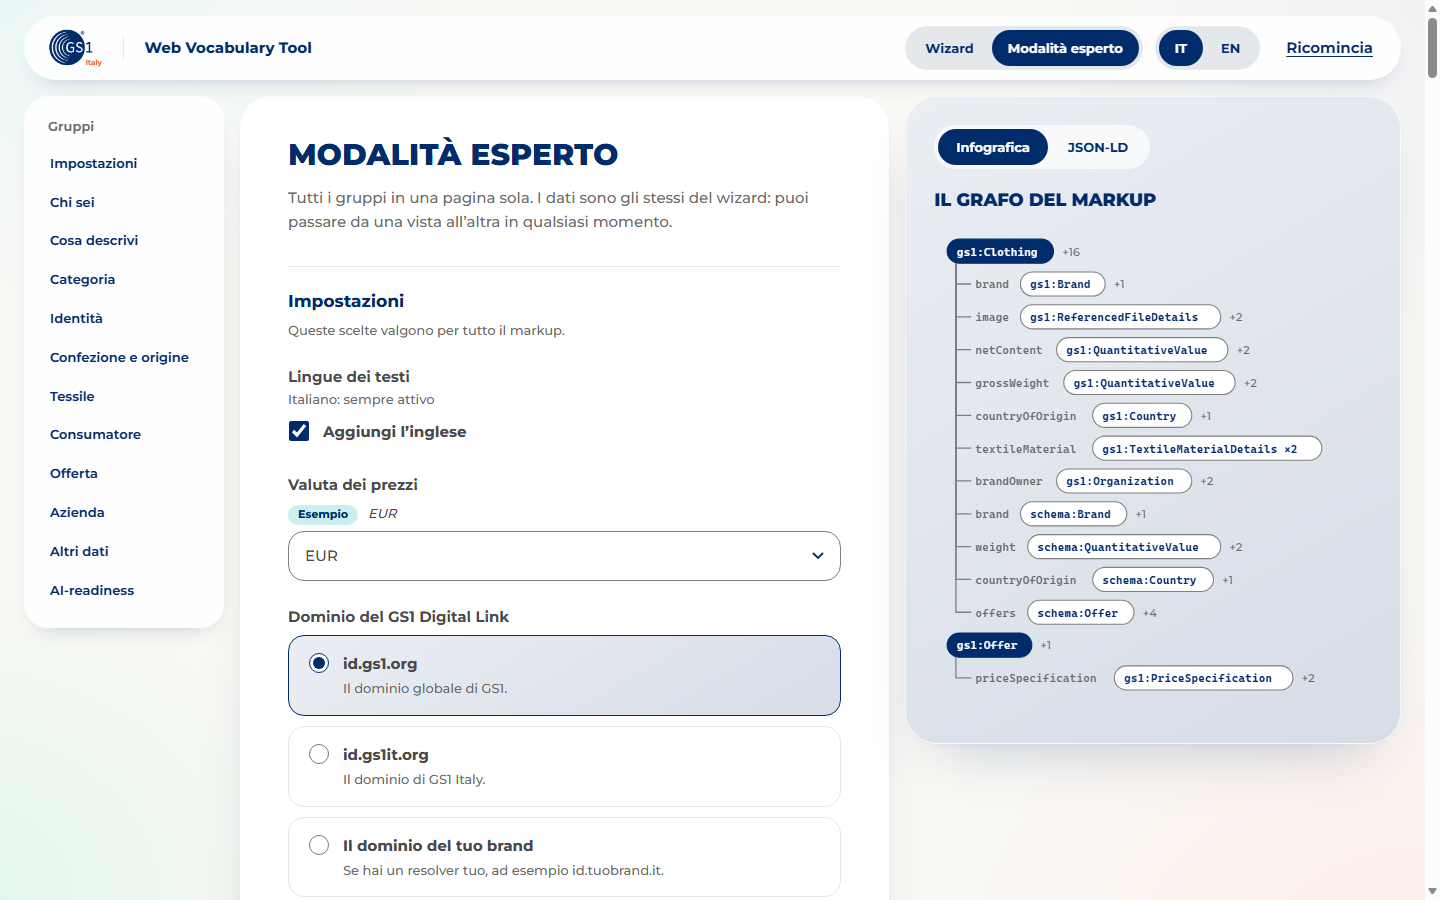 GS1
Italy
Web Vocabulary Tool
Wizard
Modalità esperto
IT
EN
Ricomincia
Gruppi
Impostazioni
Chi sei
Cosa descrivi
Categoria
Identità
Confezione e origine
Tessile
Consumatore
Offerta
Azienda
Altri dati
AI-readiness
MODALITÀ ESPERTO
Tutti i gruppi in una pagina sola. I dati sono gli stessi del wizard: puoi
passare da una vista all’altra in qualsiasi momento.
Impostazioni
Queste scelte valgono per tutto il markup.
Lingue dei testi
Italiano: sempre attivo
Aggiungi l’inglese
Valuta dei prezzi
Esempio EUR
EUR
Dominio del GS1 Digital Link
id.gs1.org
Il dominio globale di GS1.
id.gs1it.org
Il dominio di GS1 Italy.
Il dominio del tuo brand
Se hai un resolver tuo, ad esempio id.tuobrand.it.
Infografica
JSON-LD
IL GRAFO DEL MARKUP
gs1:Clothing +16
brand gs1:Brand +1
image gs1:ReferencedFileDetails +2
netContent gs1:QuantitativeValue +2
grossWeight gs1:QuantitativeValue +2
countryOfOrigin gs1:Country +1
textileMaterial gs1:TextileMaterialDetails ×2
brandOwner gs1:Organization +2
brand schema:Brand +1
weight schema:QuantitativeValue +2
countryOfOrigin schema:Country +1
offers schema:Offer +4
gs1:Offer +1
priceSpecification gs1:PriceSpecification +2